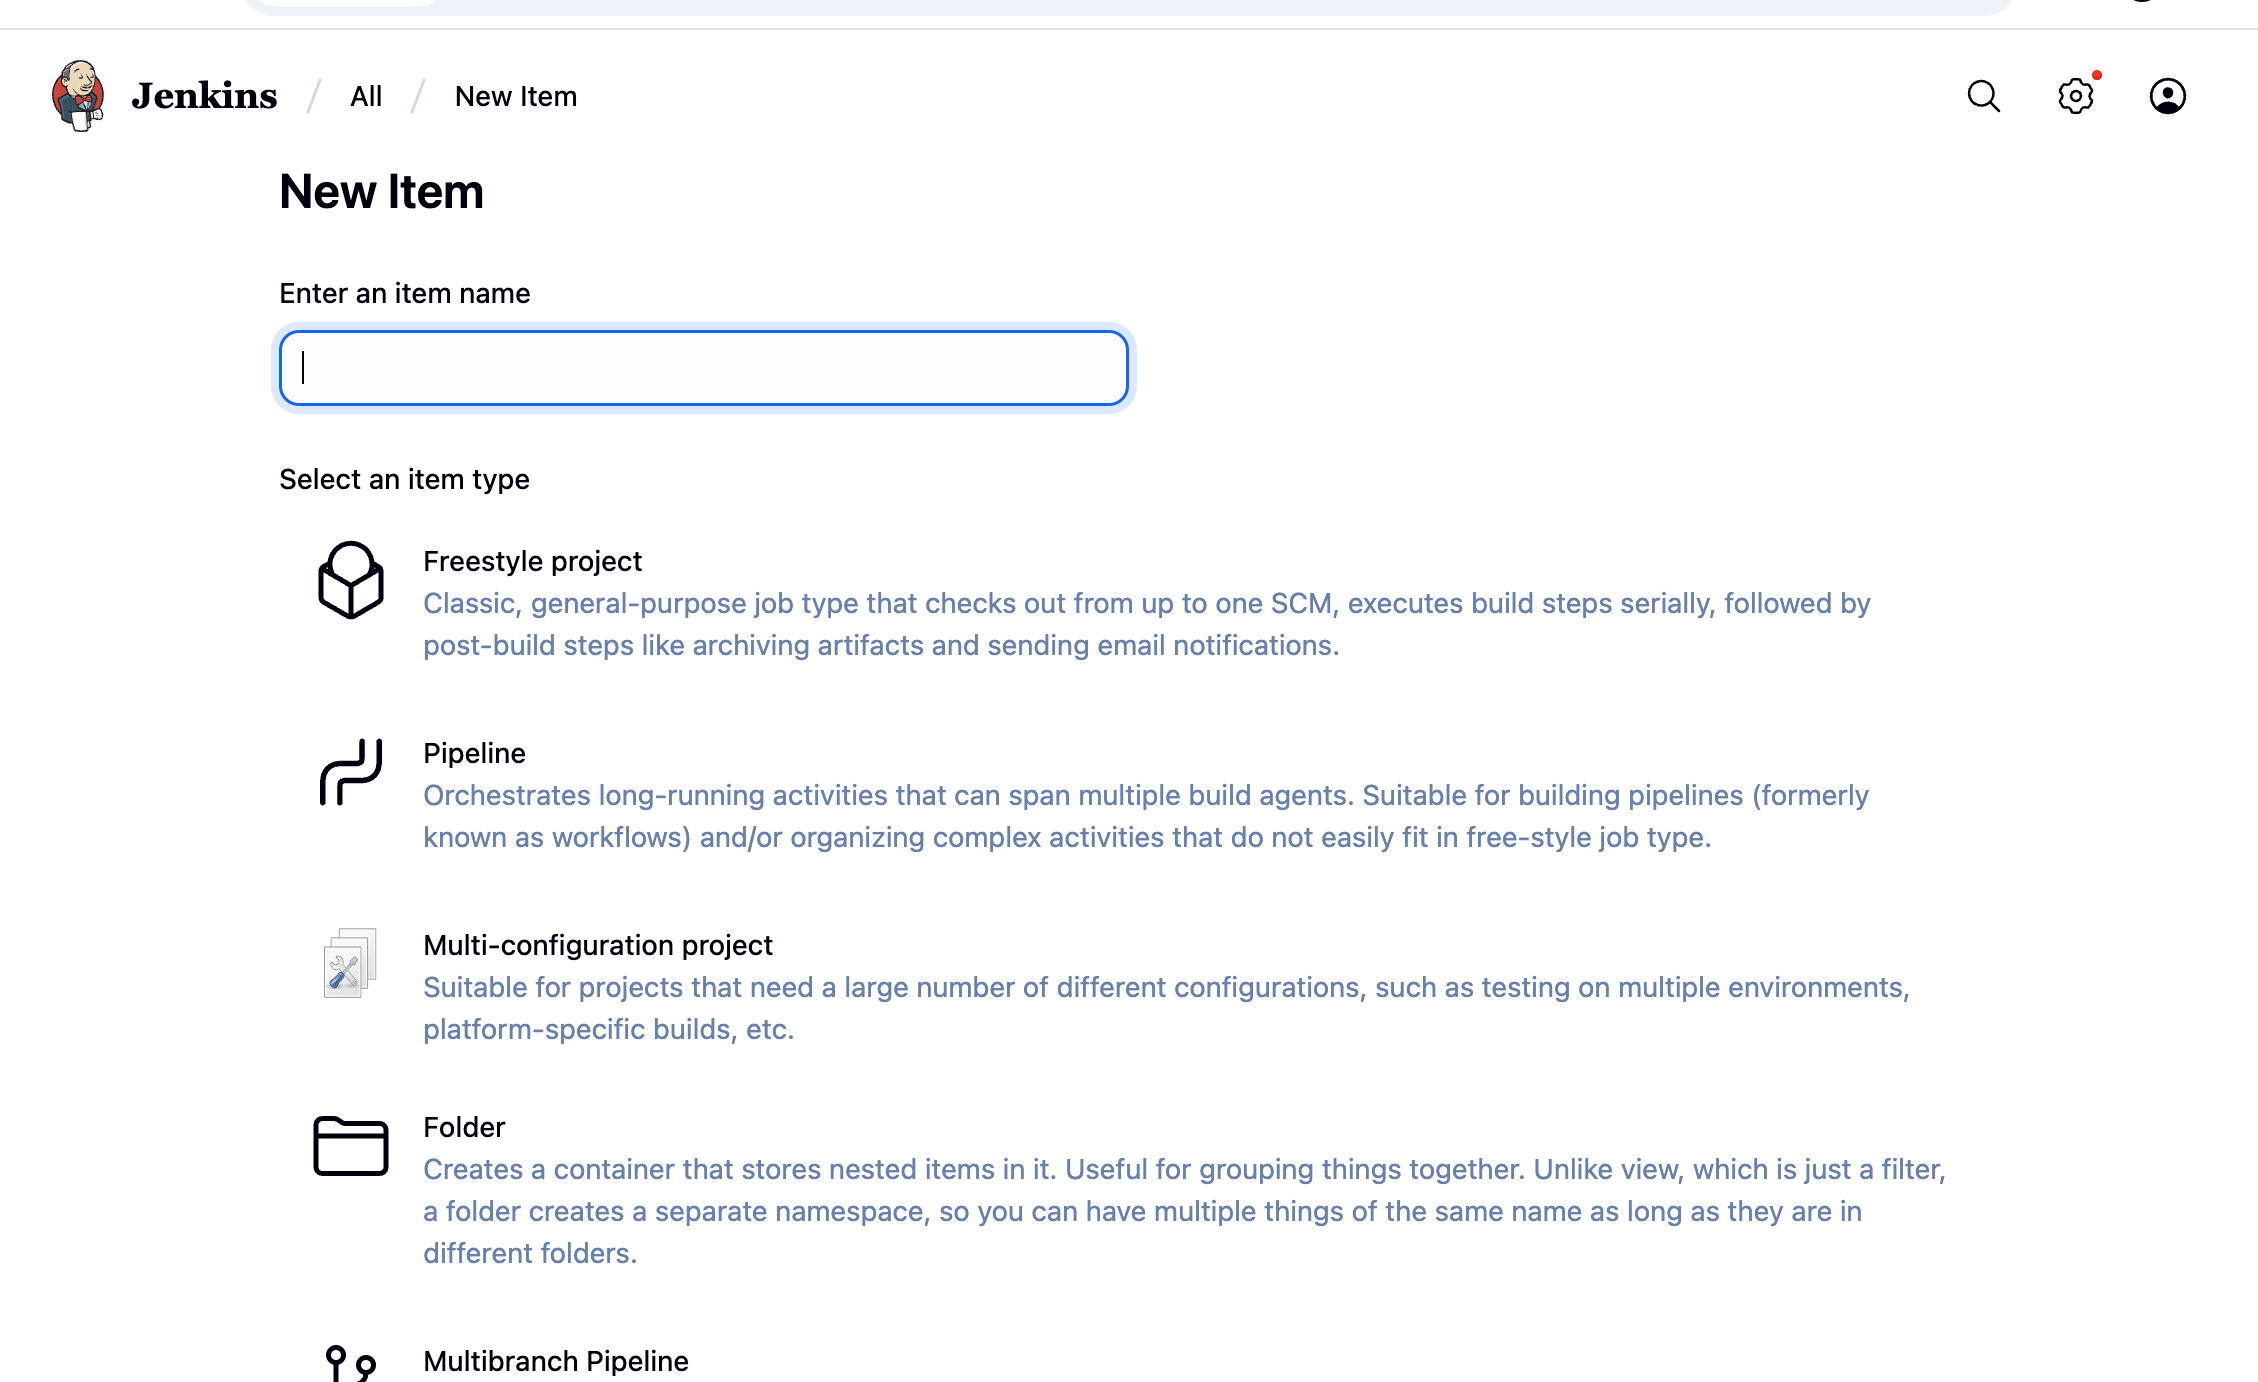 Jenkins / All / New Item
New Item
Enter an item name
Select an item type
Freestyle project
Classic, general-purpose job type that checks out from up to one SCM, executes build steps serially, followed by
post-build steps like archiving artifacts and sending email notifications.
Pipeline
Orchestrates long-running activities that can span multiple build agents. Suitable for building pipelines (formerly
known as workflows) and/or organizing complex activities that do not easily fit in free-style job type.
Multi-configuration project
Suitable for projects that need a large number of different configurations, such as testing on multiple environments,
platform-specific builds, etc.
Folder
Creates a container that stores nested items in it. Useful for grouping things together. Unlike view, which is just a filter,
a folder creates a separate namespace, so you can have multiple things of the same name as long as they are in
different folders.
Multibranch Pipeline